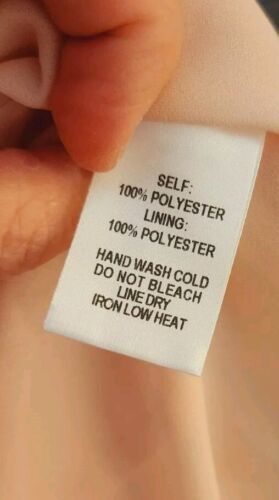 SELF:
100% POLYESTER
LINING:
100% POLYESTER
HAND WASH COLD
DO NOT BLEACH
LINE DRY
IRON LOW HEAT